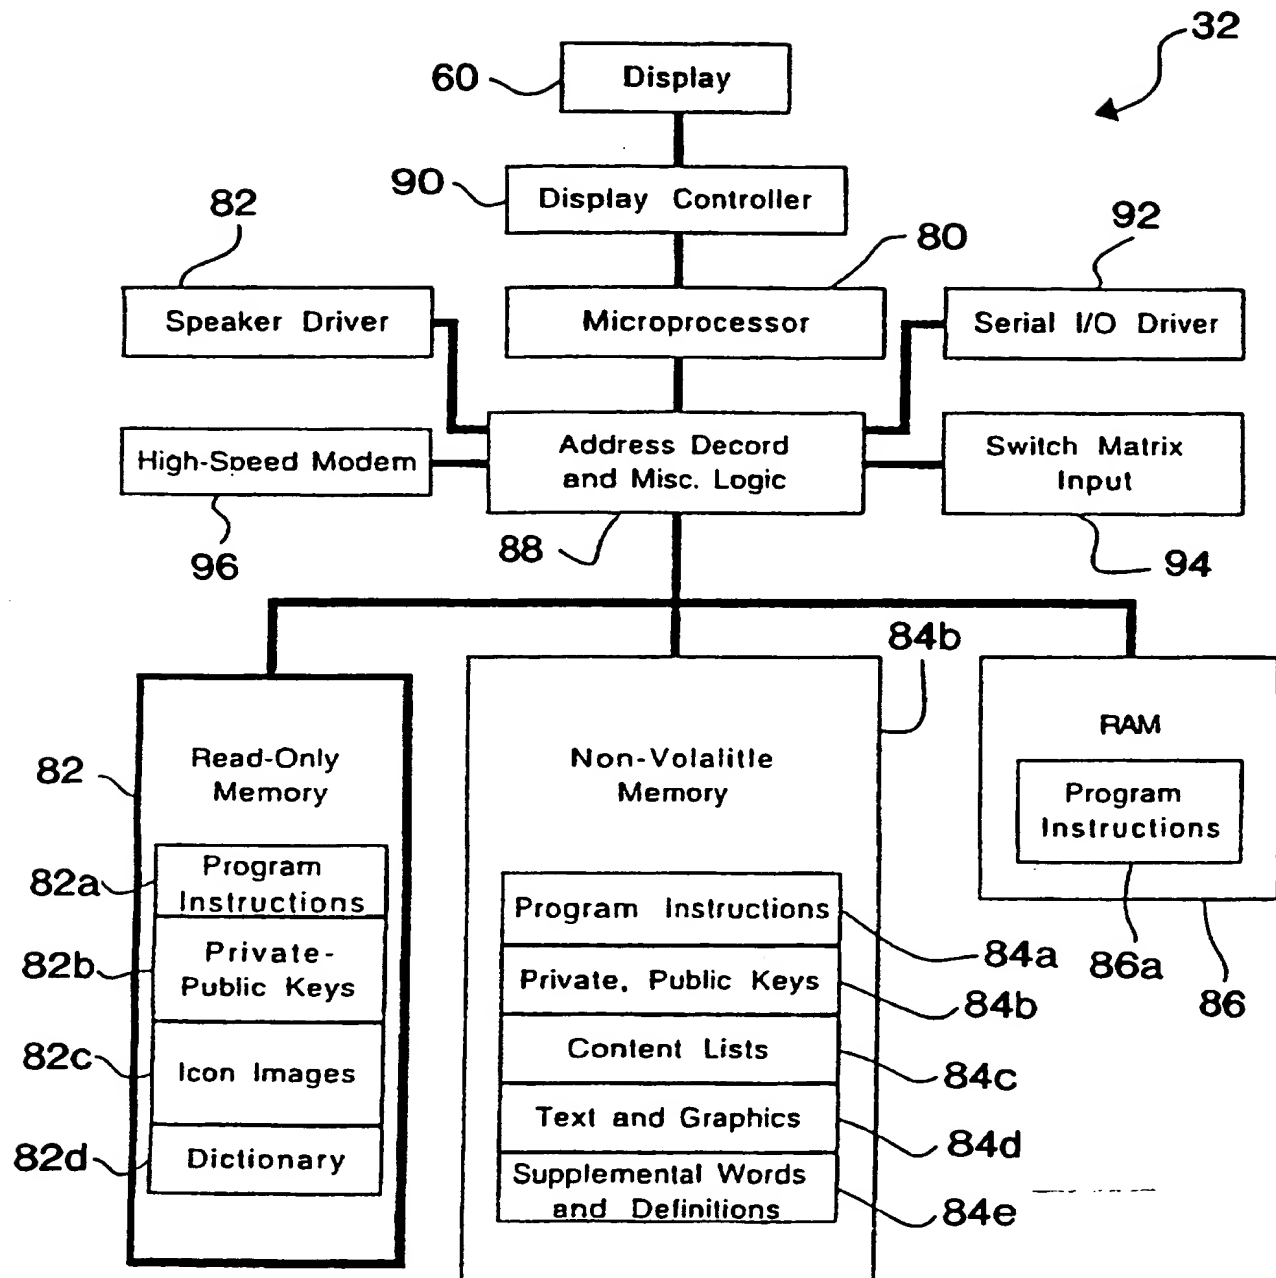 32
60
Display
90
Display Controller
82
80
92
Speaker Driver
Microprocessor
Serial I/O Driver
High-Speed Modem
Address Decord
and Misc. Logic
Switch Matrix
Input
96
88
94
84b
82
Read-Only
Memory
Non-Volalitle
Memory
RAM
Program
Instructions
82a
Program
Instructions
82b
Private-
Public Keys
82c
Icon Images
82d
Dictionary
Program Instructions
84a
Private, Public Keys
84b
Content Lists
84c
Text and Graphics
84d
Supplemental Words
and Definitions
84e
86a
86